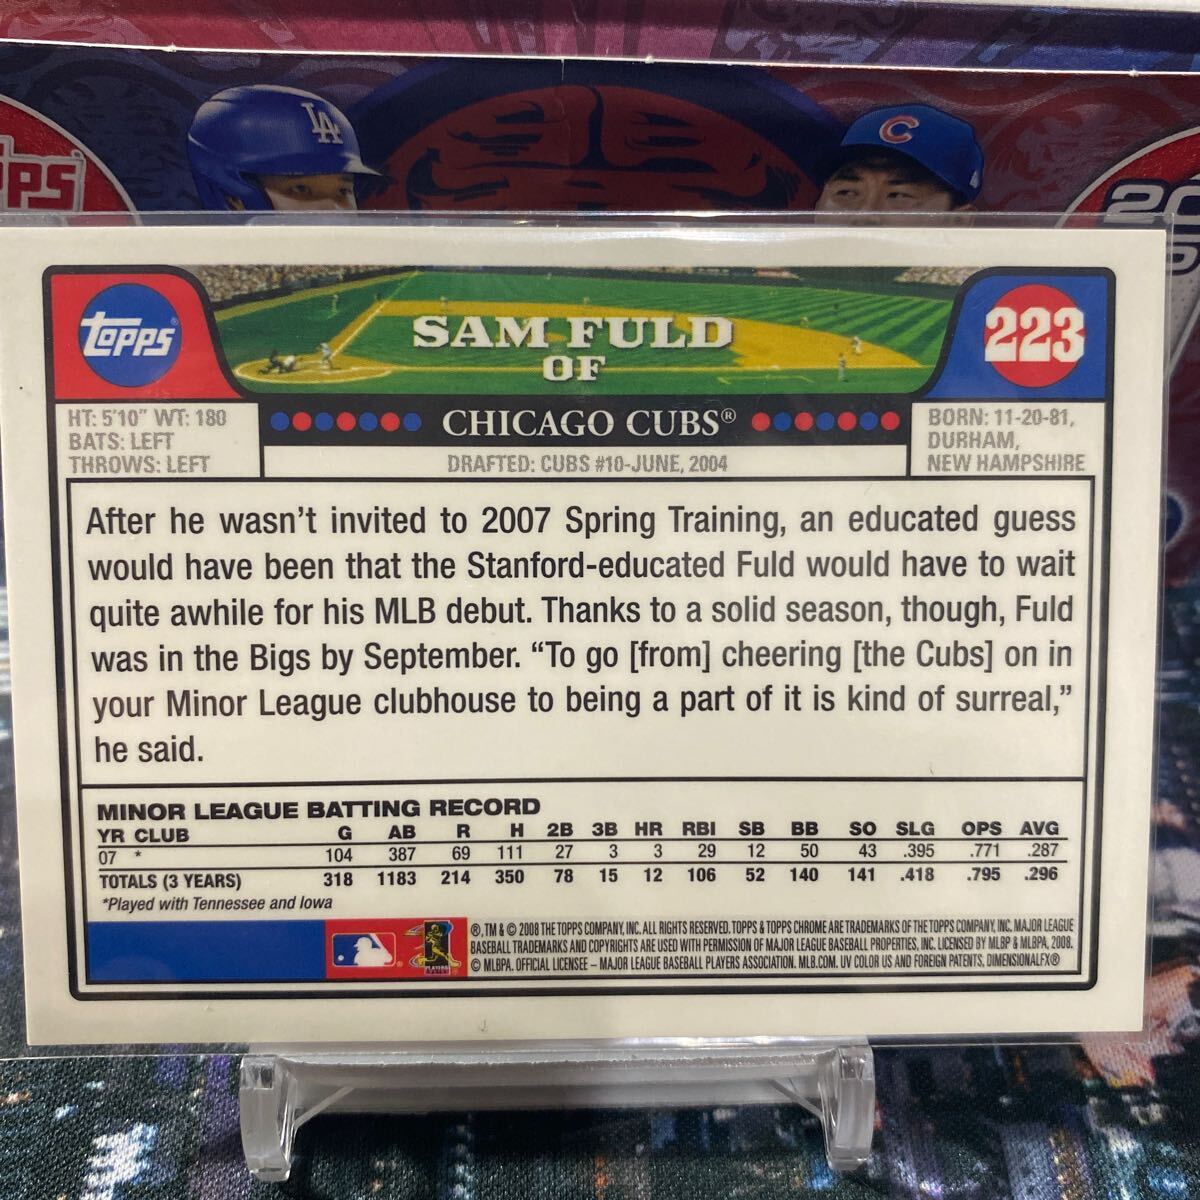 LA
C
OPPS
20
TOPPS®
SAM FULD
OF
223
HT: 5'10" WT: 180
BATS: LEFT
THROWS: LEFT
CHICAGO CUBS®
DRAFTED: CUBS #10-JUNE, 2004
BORN: 11-20-81,
DURHAM,
NEW HAMPSHIRE
After he wasn't invited to 2007 Spring Training, an educated guess
would have been that the Stanford-educated Fuld would have to wait
quite awhile for his MLB debut. Thanks to a solid season, though, Fuld
was in the Bigs by September. “To go [from] cheering [the Cubs] on in
your Minor League clubhouse to being a part of it is kind of surreal,”
he said.
MINOR LEAGUE BATTING RECORD
YR CLUB G AB R H 2B 3B HR RBI SB BB SO SLG OPS AVG
07 * 104 387 69 111 27 3 3 29 12 50 43 .395 .771 .287
TOTALS (3 YEARS) 318 1183 214 350 78 15 12 106 52 140 141 .418 .795 .296
*Played with Tennessee and Iowa
®, TM & © 2008 THE TOPPS COMPANY, INC. ALL RIGHTS RESERVED. TOPPS & TOPPS CHROME ARE TRADEMARKS OF THE TOPPS COMPANY, INC. MAJOR LEAGUE
BASEBALL TRADEMARKS AND COPYRIGHTS ARE USED WITH PERMISSION OF MAJOR LEAGUE BASEBALL PROPERTIES, INC. LICENSED BY MLBP & MLBPA, 2008.
© MLBPA. OFFICIAL LICENSEE – MAJOR LEAGUE BASEBALL PLAYERS ASSOCIATION. MLB.COM. UV COLOR US AND FOREIGN PATENTS, DIMENSIONALFX®